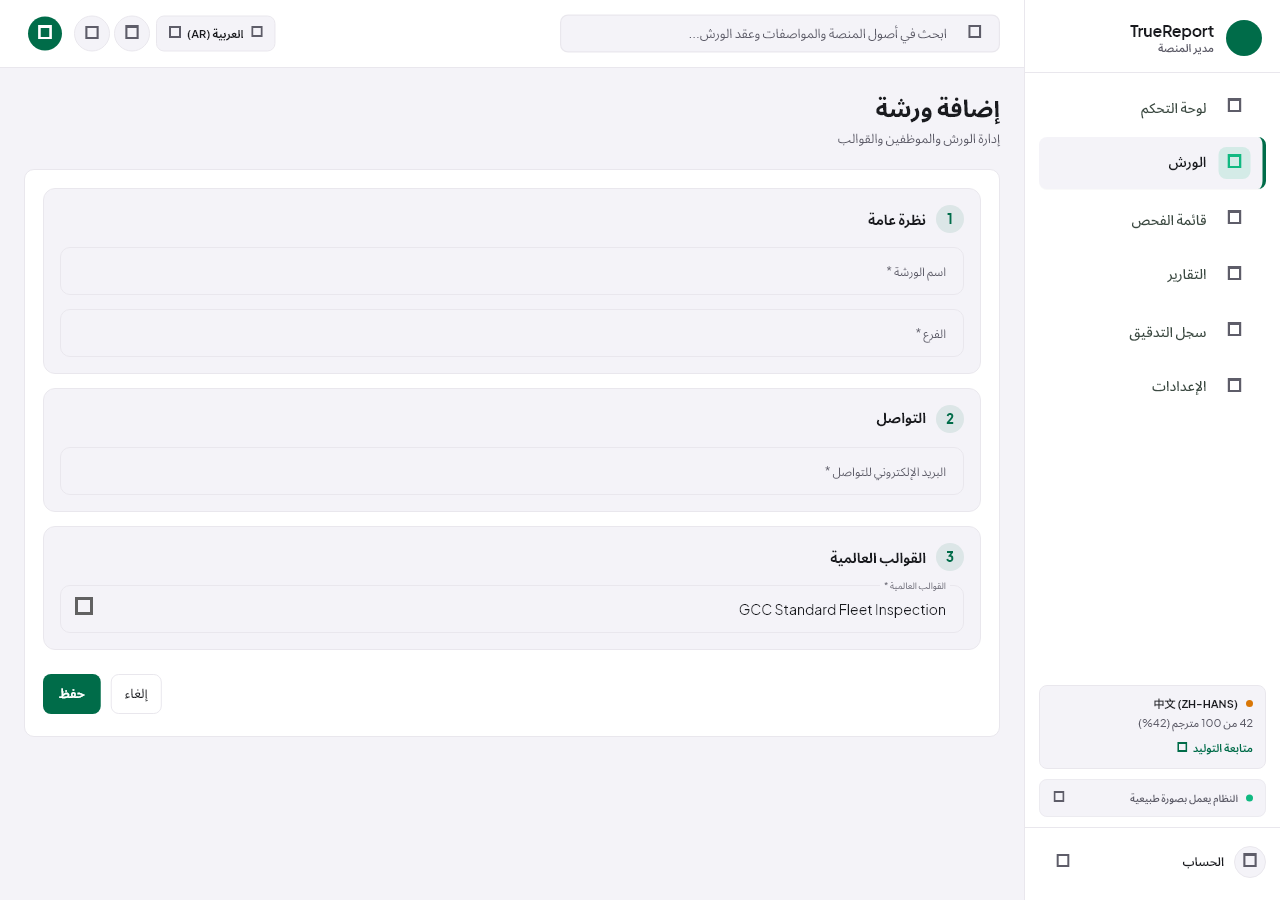 TrueReport
مدير المنصة
لوحة التحكم
الورش
قائمة الفحص
التقارير
سجل التدقيق
الإعدادات
中文 (ZH-HANS)
42 من 100 مترجم (42%)
متابعة التوليد
النظام يعمل بصورة طبيعية
الحساب
ابحث في أصول المنصة والمواصفات وعقد الورش...
العربية (AR)
إضافة ورشة
إدارة الورش والموظفين والقوالب
1 نظرة عامة
اسم الورشة *
الفرع *
2 التواصل
البريد الإلكتروني للتواصل *
3 القوالب العالمية
القوالب العالمية *
GCC Standard Fleet Inspection
إلغاء
حفظ